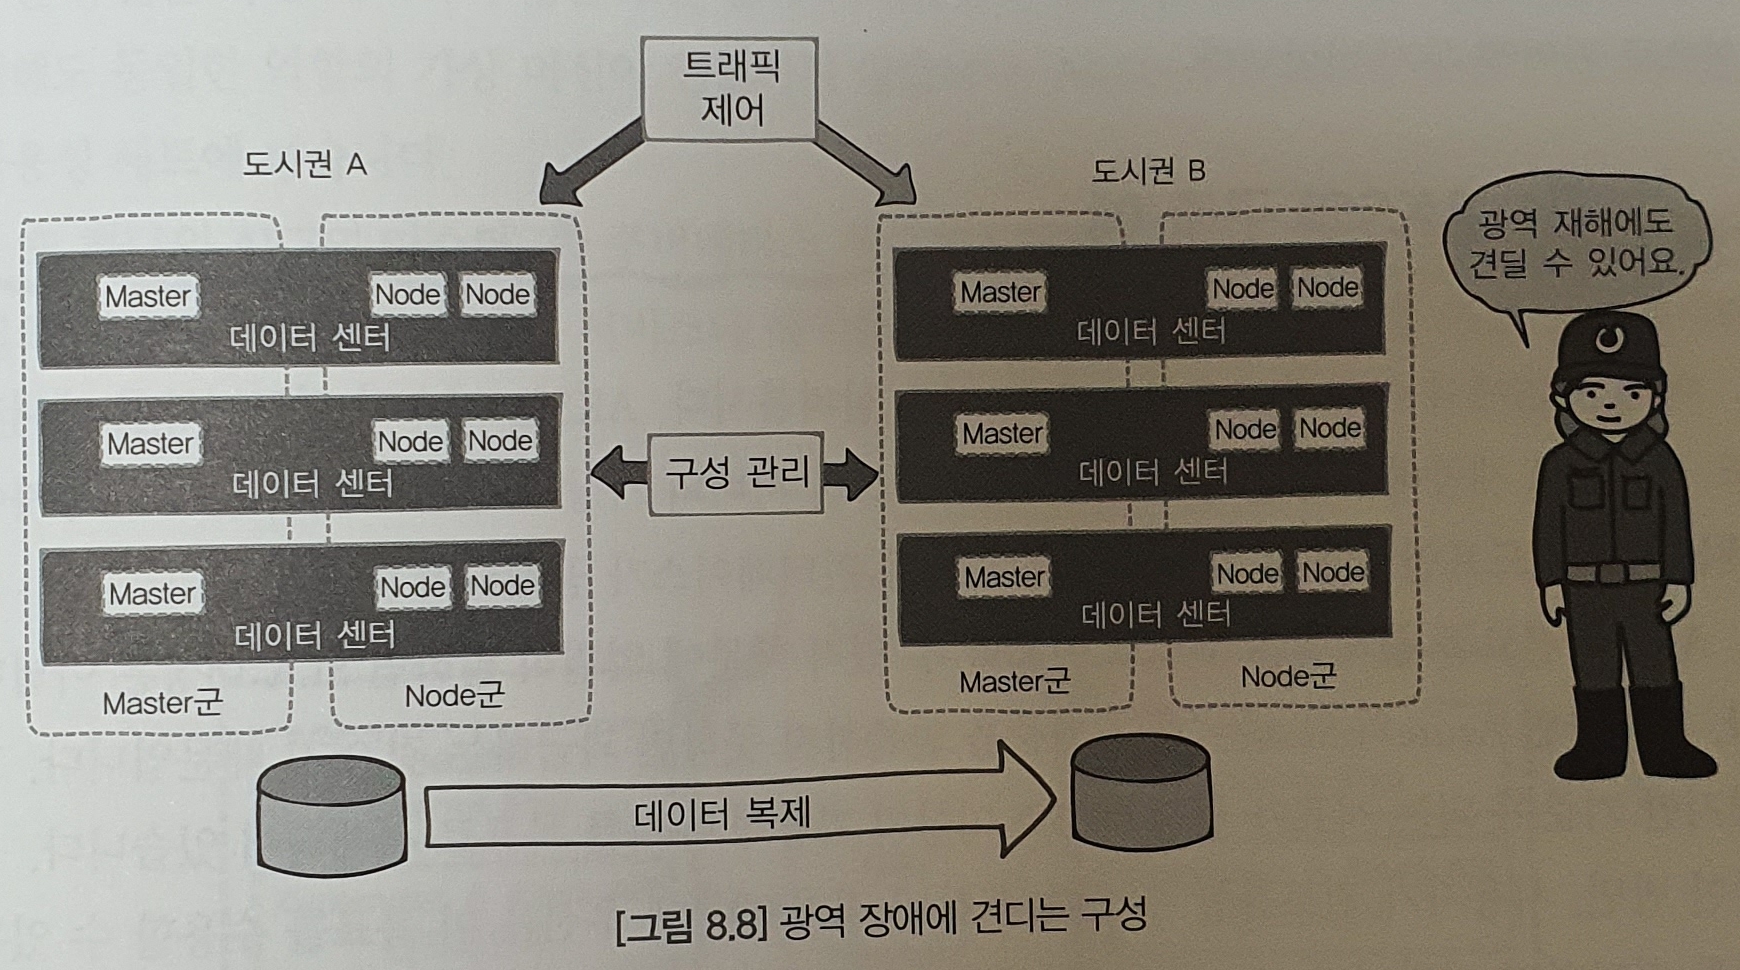 트래픽
제어
도시권 A
도시권 B
광역 재해에도
견딜 수 있어요.
Master
Node Node
데이터 센터
Master
Node Node
데이터 센터
Master
Node Node
데이터 센터
Master군
Node군
구성 관리
Master
Node Node
데이터 센터
Master
Node Node
데이터 센터
Master
Node Node
데이터 센터
Master군
Node군
데이터 복제
[그림 8.8] 광역 장애에 견디는 구성